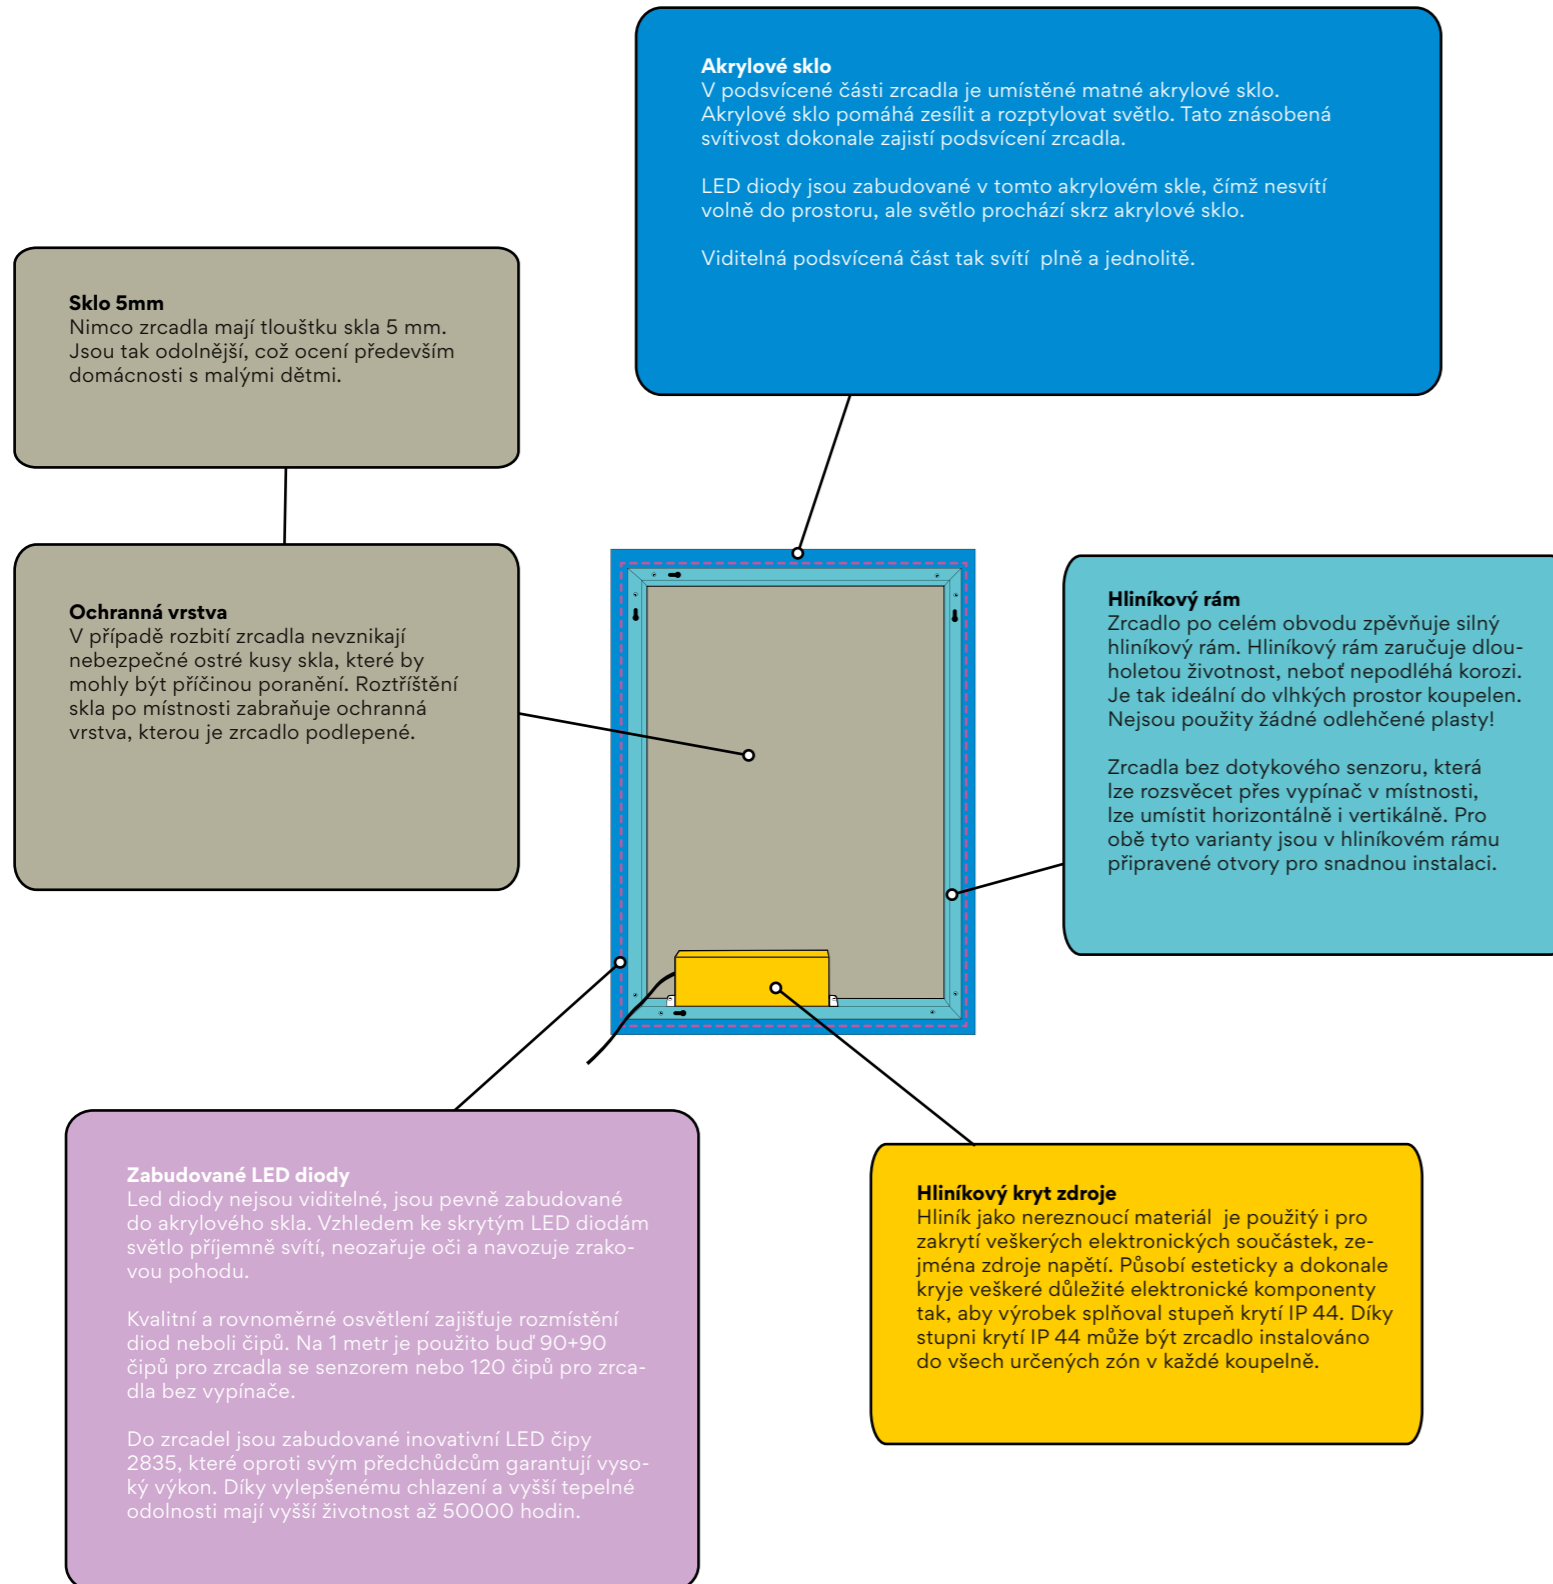 Akrylové sklo
V podsvícené části zrcadla je umístěné matné akrylové sklo.
Akrylové sklo pomáhá zesílit a rozptylovat světlo. Tato znásobená
svítivost dokonale zajistí podsvícení zrcadla.
LED diody jsou zabudované v tomto akrylovém skle, čímž nesvítí
volně do prostoru, ale světlo prochází skrz akrylové sklo.
Viditelná podsvícená část tak svítí  plně a jednolitě.
Sklo 5mm
Nimco zrcadla mají tlouštku skla 5 mm.
Jsou tak odolnější, což ocení především
domácnosti s malými dětmi.
Ochranná vrstva
V případě rozbití zrcadla nevznikají
nebezpečné ostré kusy skla, které by
mohly být příčinou poranění. Roztříštění
skla po místnosti zabraňuje ochranná
vrstva, kterou je zrcadlo podlepené.
Hliníkový rám
Zrcadlo po celém obvodu zpěvňuje silný
hliníkový rám. Hliníkový rám zaručuje dlou-
holetou životnost, neboť nepodléhá korozi.
Je tak ideální do vlhkých prostor koupelen.
Nejsou použity žádné odlehčené plasty!
Zrcadla bez dotykového senzoru, která
lze rozsvěcet přes vypínač v místnosti,
lze umístit horizontálně i vertikálně. Pro
obě tyto varianty jsou v hliníkovém rámu
připravené otvory pro snadnou instalaci.
Zabudované LED diody
Led diody nejsou viditelné, jsou pevně zabudované
do akrylového skla. Vzhledem ke skrytým LED diodám
světlo příjemně svítí, neozařuje oči a navozuje zrako-
vou pohodu.
Kvalitní a rovnoměrné osvětlení zajišťuje rozmístění
diod neboli čipů. Na 1 metr je použito buď 90+90
čipů pro zrcadla se senzorem nebo 120 čipů pro zrca-
dla bez vypínače.
Do zrcadel jsou zabudované inovativní LED čipy
2835, které oproti svým předchůdcům garantují vyso-
ký výkon. Díky vylepšenému chlazení a vyšší tepelné
odolnosti mají vyšší životnost až 50000 hodin.
Hliníkový kryt zdroje
Hliník jako nereznoucí materiál  je použitý i pro
zakrytí veškerých elektronických součástek, ze-
jména zdroje napětí. Působí esteticky a dokonale
kryje veškeré důležité elektronické komponenty
tak, aby výrobek splňoval stupeň krytí IP 44. Díky
stupni krytí IP 44 může být zrcadlo instalováno
do všech určených zón v každé koupelně.